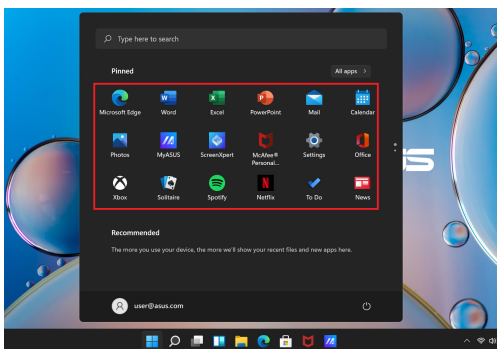 Type here to search
Pinned
All apps >
Microsoft Edge
Word
Excel
PowerPoint
Mail
Calendar
Photos
MyASUS
ScreenXpert
McAfee®
Personal...
Settings
Office
Xbox
Solitaire
Spotify
Netflix
To Do
News
Recommended
The more you use your device, the more we'll show your recent files and new apps here.
user@asus.com